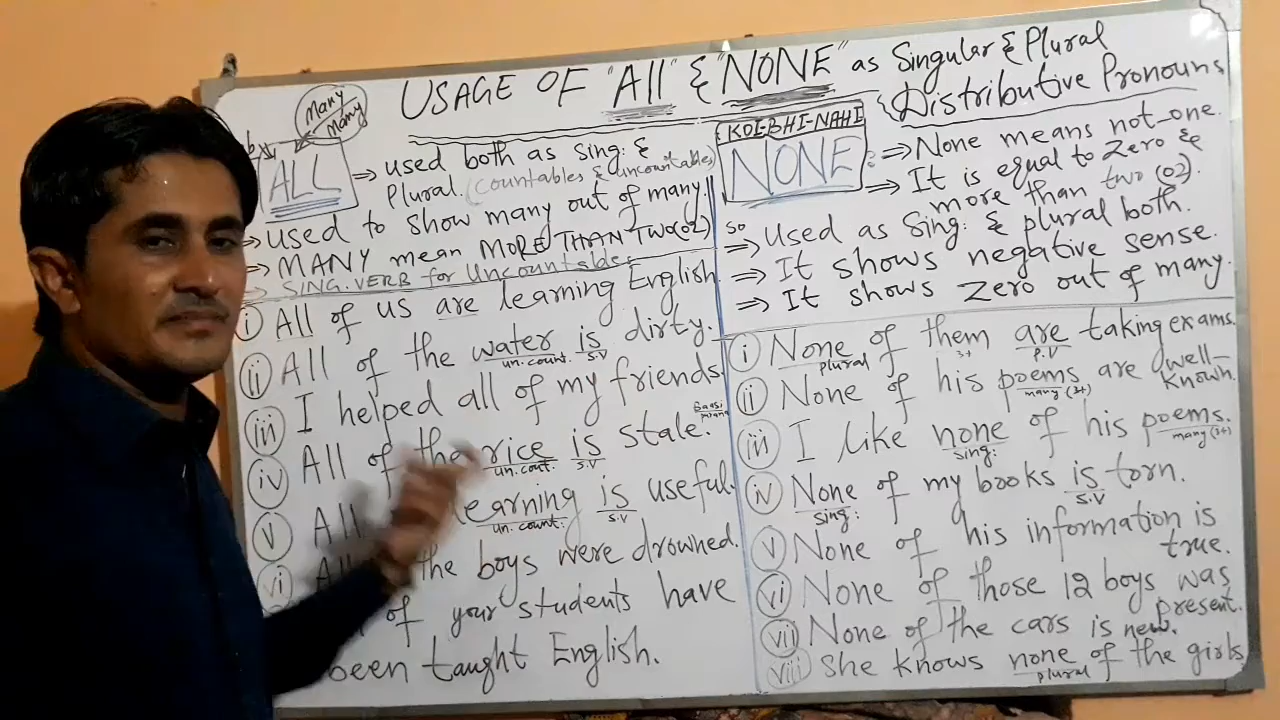 USAGE OF "All" & "NONE" as Singular & Plural
Distributive Pronouns
Many
Many
ALL
→ used both as Sing: &
Plural. (Countables & uncountables)
→ used to show many out of many.
→ MANY mean MORE THAN TWO(02)
→ SING. VERB for Uncountables
i All of us are learning English.
ii All of the water is dirty.
un.count. S.V
iii I helped all of my friends.
iv All of the rice is stale.
Baasi
un.cout. S.V
v All learning is useful.
un.count: S.V
vi All the boys were drowned.
of your students have
been taught English.
KOI-BHI-NAHI
NONE
⇒ None means not one.
⇒ It is equal to Zero &
more than two (02).
so
⇒ Used as Sing: & plural both.
⇒ It shows negative sense.
⇒ It shows Zero out of many.
i None of them are taking exams.
plural 3+ P.V
ii None of his poems are well-
known.
many (3+)
iii I like none of his poems.
sing: many (3+)
iv None of my books is torn.
sing: S.V
v None of his information is
true.
vi None of those 12 boys was
present.
vii None of the cars is new.
viii She knows none of the girls
plural